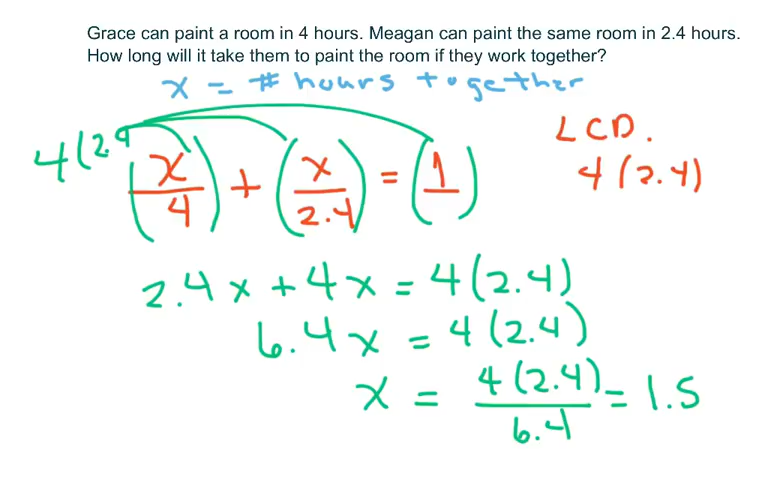 Grace can paint a room in 4 hours. Meagan can paint the same room in 2.4 hours.
How long will it take them to paint the room if they work together?
x = # hours together
LCD.
4(2.4)
4(2.4 (x/4) + (x/2.4) = (1)
2.4x + 4x = 4(2.4)
6.4x = 4(2.4)
x = 4(2.4)/6.4 = 1.5